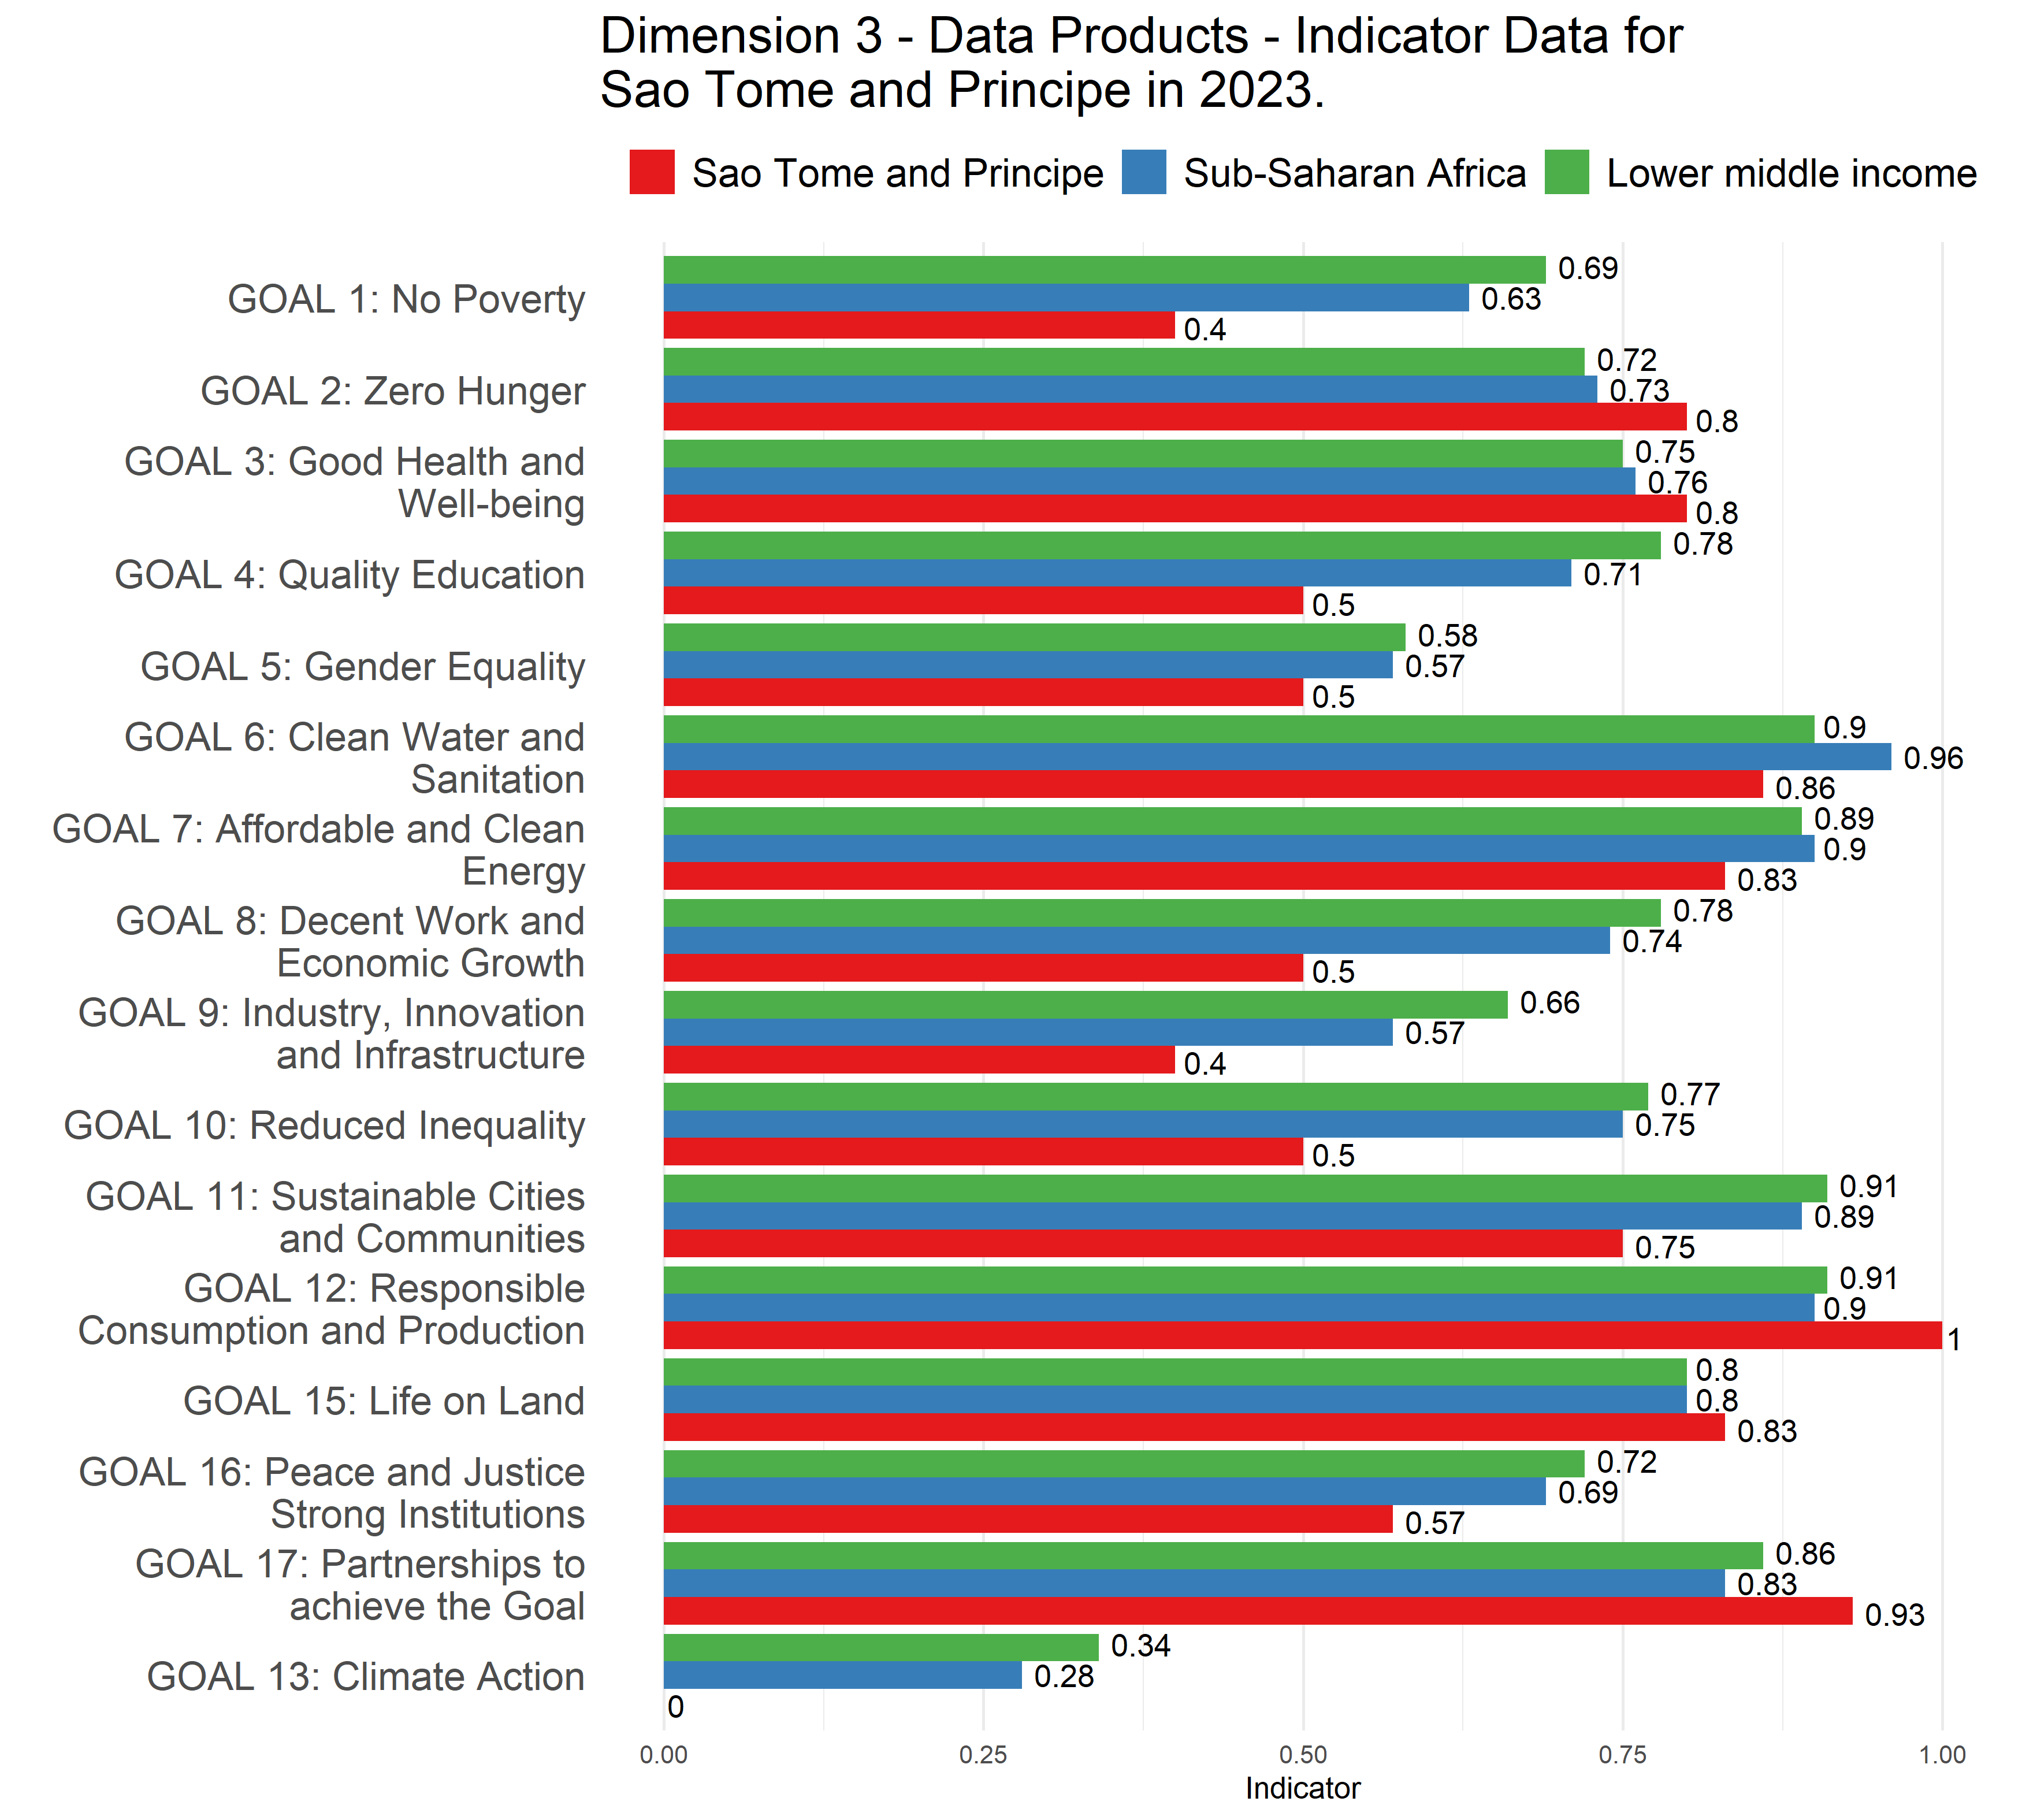 Dimension 3 - Data Products - Indicator Data for
Sao Tome and Principe in 2023.
Sao Tome and Principe Sub-Saharan Africa Lower middle income
GOAL 1: No Poverty
0.69
0.63
0.4
GOAL 2: Zero Hunger
0.72
0.73
0.8
GOAL 3: Good Health and
Well-being
0.75
0.76
0.8
GOAL 4: Quality Education
0.78
0.71
0.5
GOAL 5: Gender Equality
0.58
0.57
0.5
GOAL 6: Clean Water and
Sanitation
0.9
0.96
0.86
GOAL 7: Affordable and Clean
Energy
0.89
0.9
0.83
GOAL 8: Decent Work and
Economic Growth
0.78
0.74
0.5
GOAL 9: Industry, Innovation
and Infrastructure
0.66
0.57
0.4
GOAL 10: Reduced Inequality
0.77
0.75
0.5
GOAL 11: Sustainable Cities
and Communities
0.91
0.89
0.75
GOAL 12: Responsible
Consumption and Production
0.91
0.9
1
GOAL 15: Life on Land
0.8
0.8
0.83
GOAL 16: Peace and Justice
Strong Institutions
0.72
0.69
0.57
GOAL 17: Partnerships to
achieve the Goal
0.86
0.83
0.93
GOAL 13: Climate Action
0.34
0.28
0
0.00 0.25 0.50 0.75 1.00
Indicator